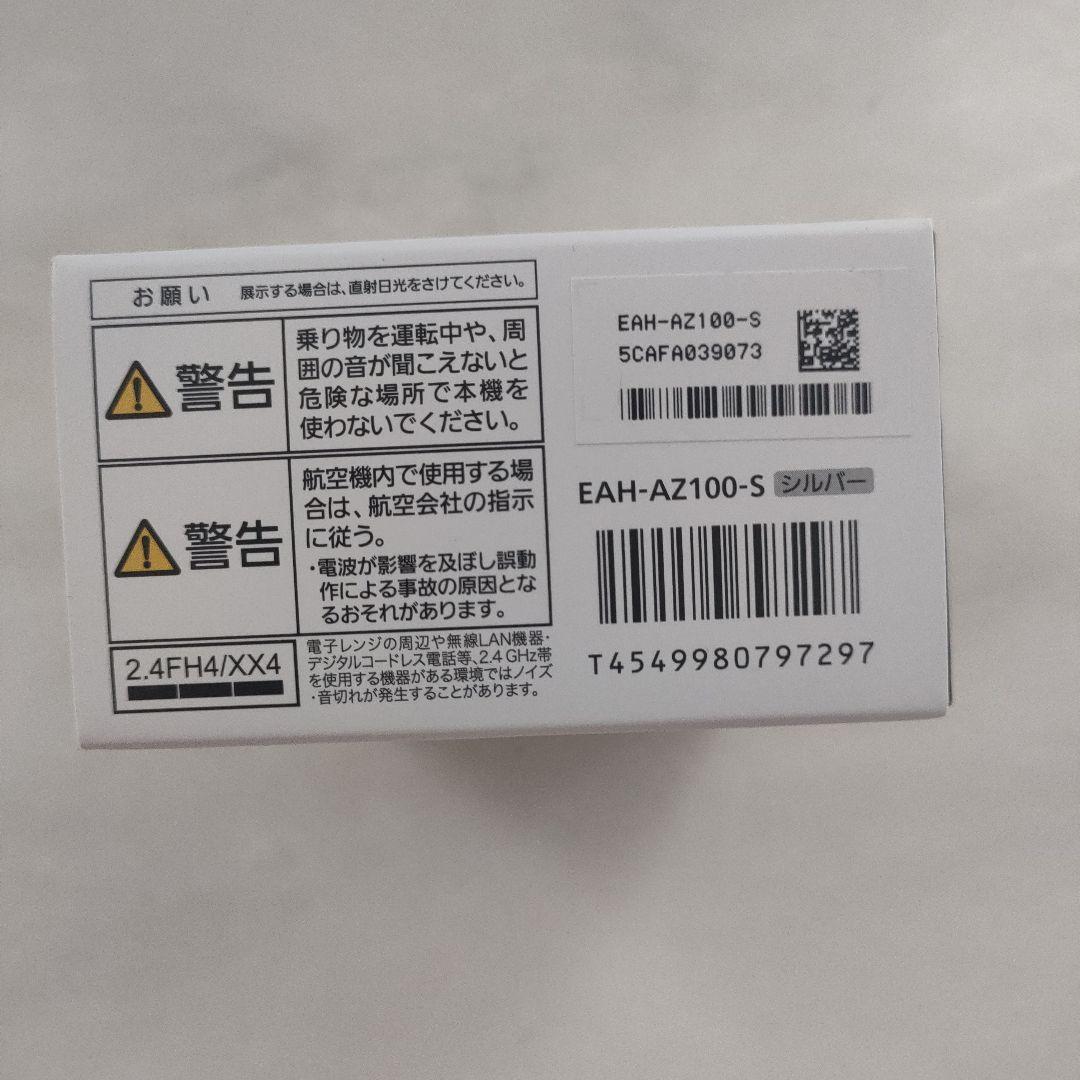 お願い 展示する場合は、直射日光をさけてください。
警告
乗り物を運転中や、周
囲の音が聞こえないと
危険な場所で本機を
使わないでください。
警告
航空機内で使用する場
合は、航空会社の指示
に従う。
・電波が影響を及ぼし誤動
作による事故の原因とな
るおそれがあります。
2.4FH4/XX4
電子レンジの周辺や無線LAN機器・
デジタルコードレス電話等、2.4 GHz帯
を使用する機器がある環境ではノイズ
・音切れが発生することがあります。
EAH-AZ100-S
5CAFA039073
EAH-AZ100-S シルバー
T4549980797297